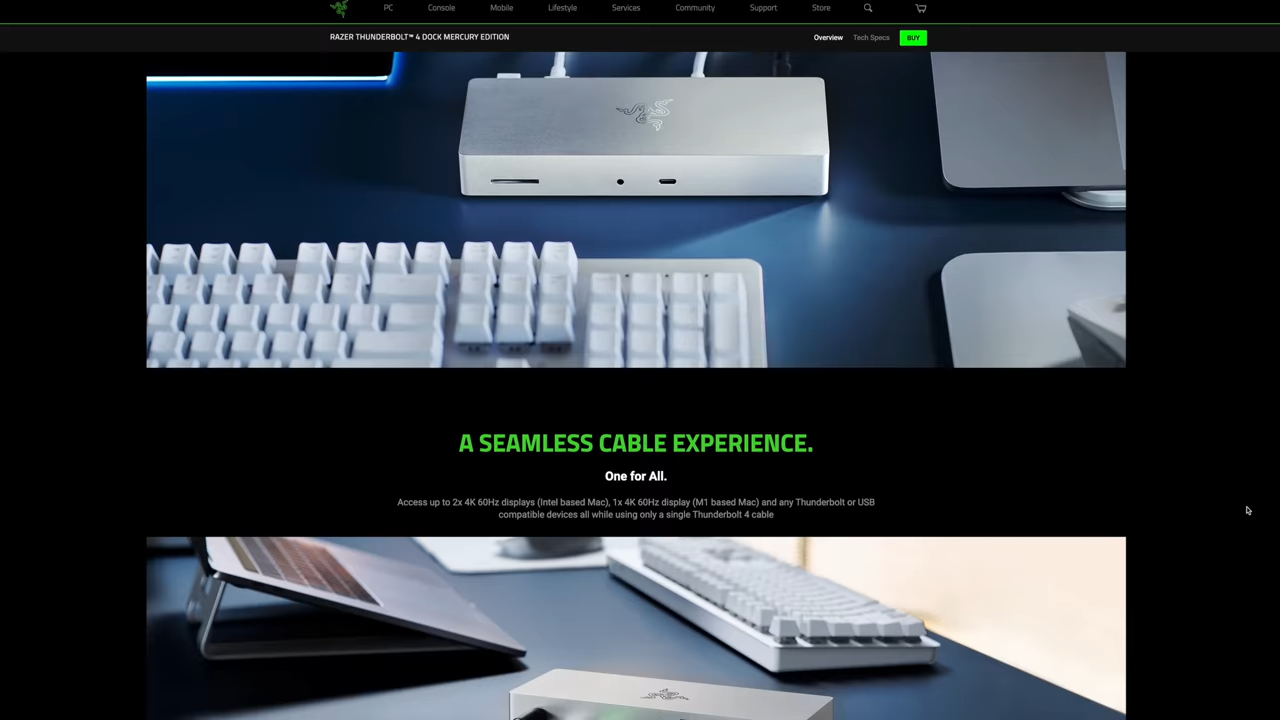 PC Console Mobile Lifestyle Services Community Support Store
RAZER THUNDERBOLT™ 4 DOCK MERCURY EDITION Overview Tech Specs BUY
A SEAMLESS CABLE EXPERIENCE.
One for All.
Access up to 2x 4K 60Hz displays (Intel based Mac), 1x 4K 60Hz display (M1 based Mac) and any Thunderbolt or USB
compatible devices all while using only a single Thunderbolt 4 cable